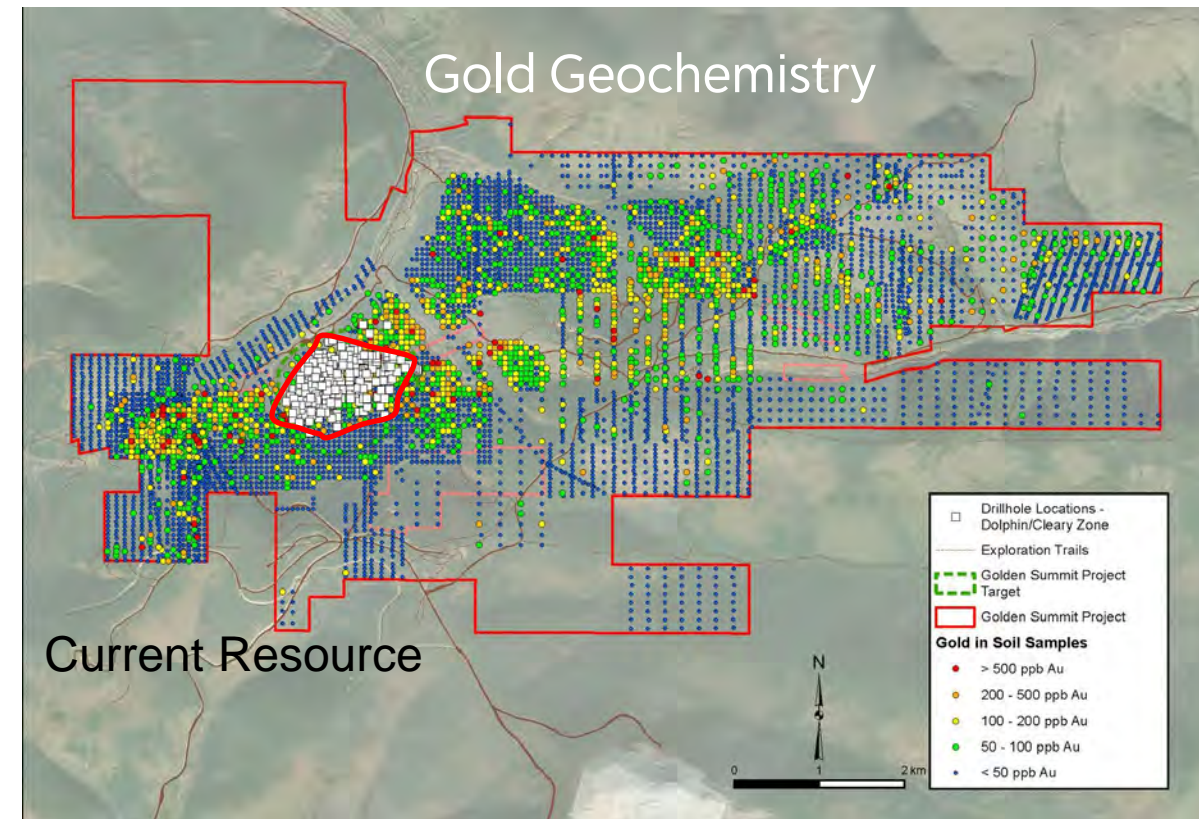 Gold Geochemistry
Current Resource
Drillhole Locations -
Dolphin/Cleary Zone
Exploration Trails
Golden Summit Project
Target
Golden Summit Project
Gold in Soil Samples
> 500 ppb Au
200 - 500 ppb Au
100 - 200 ppb Au
50 - 100 ppb Au
< 50 ppb Au
N
0 1 2 km